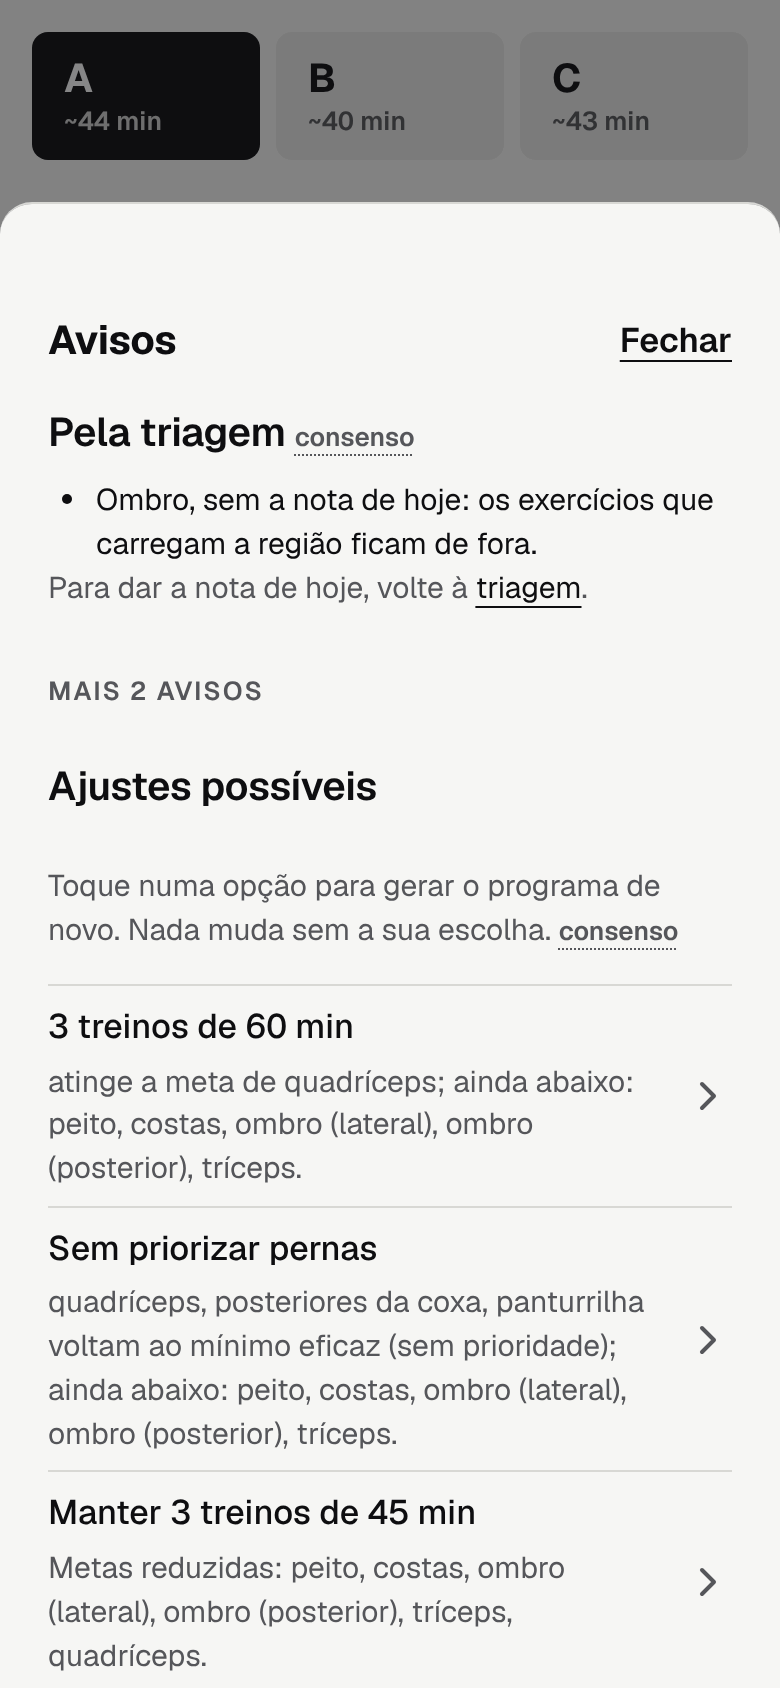 A
~44 min
B
~40 min
C
~43 min
Avisos
Fechar
Pela triagem consenso
• Ombro, sem a nota de hoje: os exercícios que
carregam a região ficam de fora.
Para dar a nota de hoje, volte à triagem.
MAIS 2 AVISOS
Ajustes possíveis
Toque numa opção para gerar o programa de
novo. Nada muda sem a sua escolha. consenso
3 treinos de 60 min
atinge a meta de quadríceps; ainda abaixo:
peito, costas, ombro (lateral), ombro
(posterior), tríceps.
Sem priorizar pernas
quadríceps, posteriores da coxa, panturrilha
voltam ao mínimo eficaz (sem prioridade);
ainda abaixo: peito, costas, ombro (lateral),
ombro (posterior), tríceps.
Manter 3 treinos de 45 min
Metas reduzidas: peito, costas, ombro
(lateral), ombro (posterior), tríceps,
quadríceps.